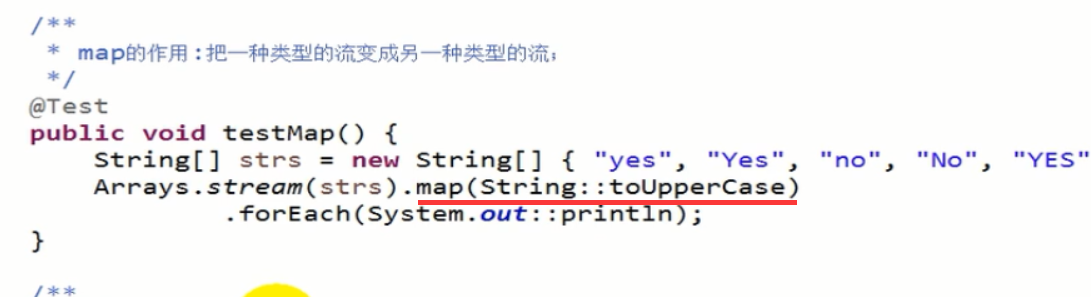 /**
 * map的作用:把一种类型的流变成另一种类型的流;
 */
@Test
public void testMap() {
    String[] strs = new String[] { "yes", "Yes", "no", "No", "YES"
    Arrays.stream(strs).map(String::toUpperCase)
            .forEach(System.out::println);
}
/**